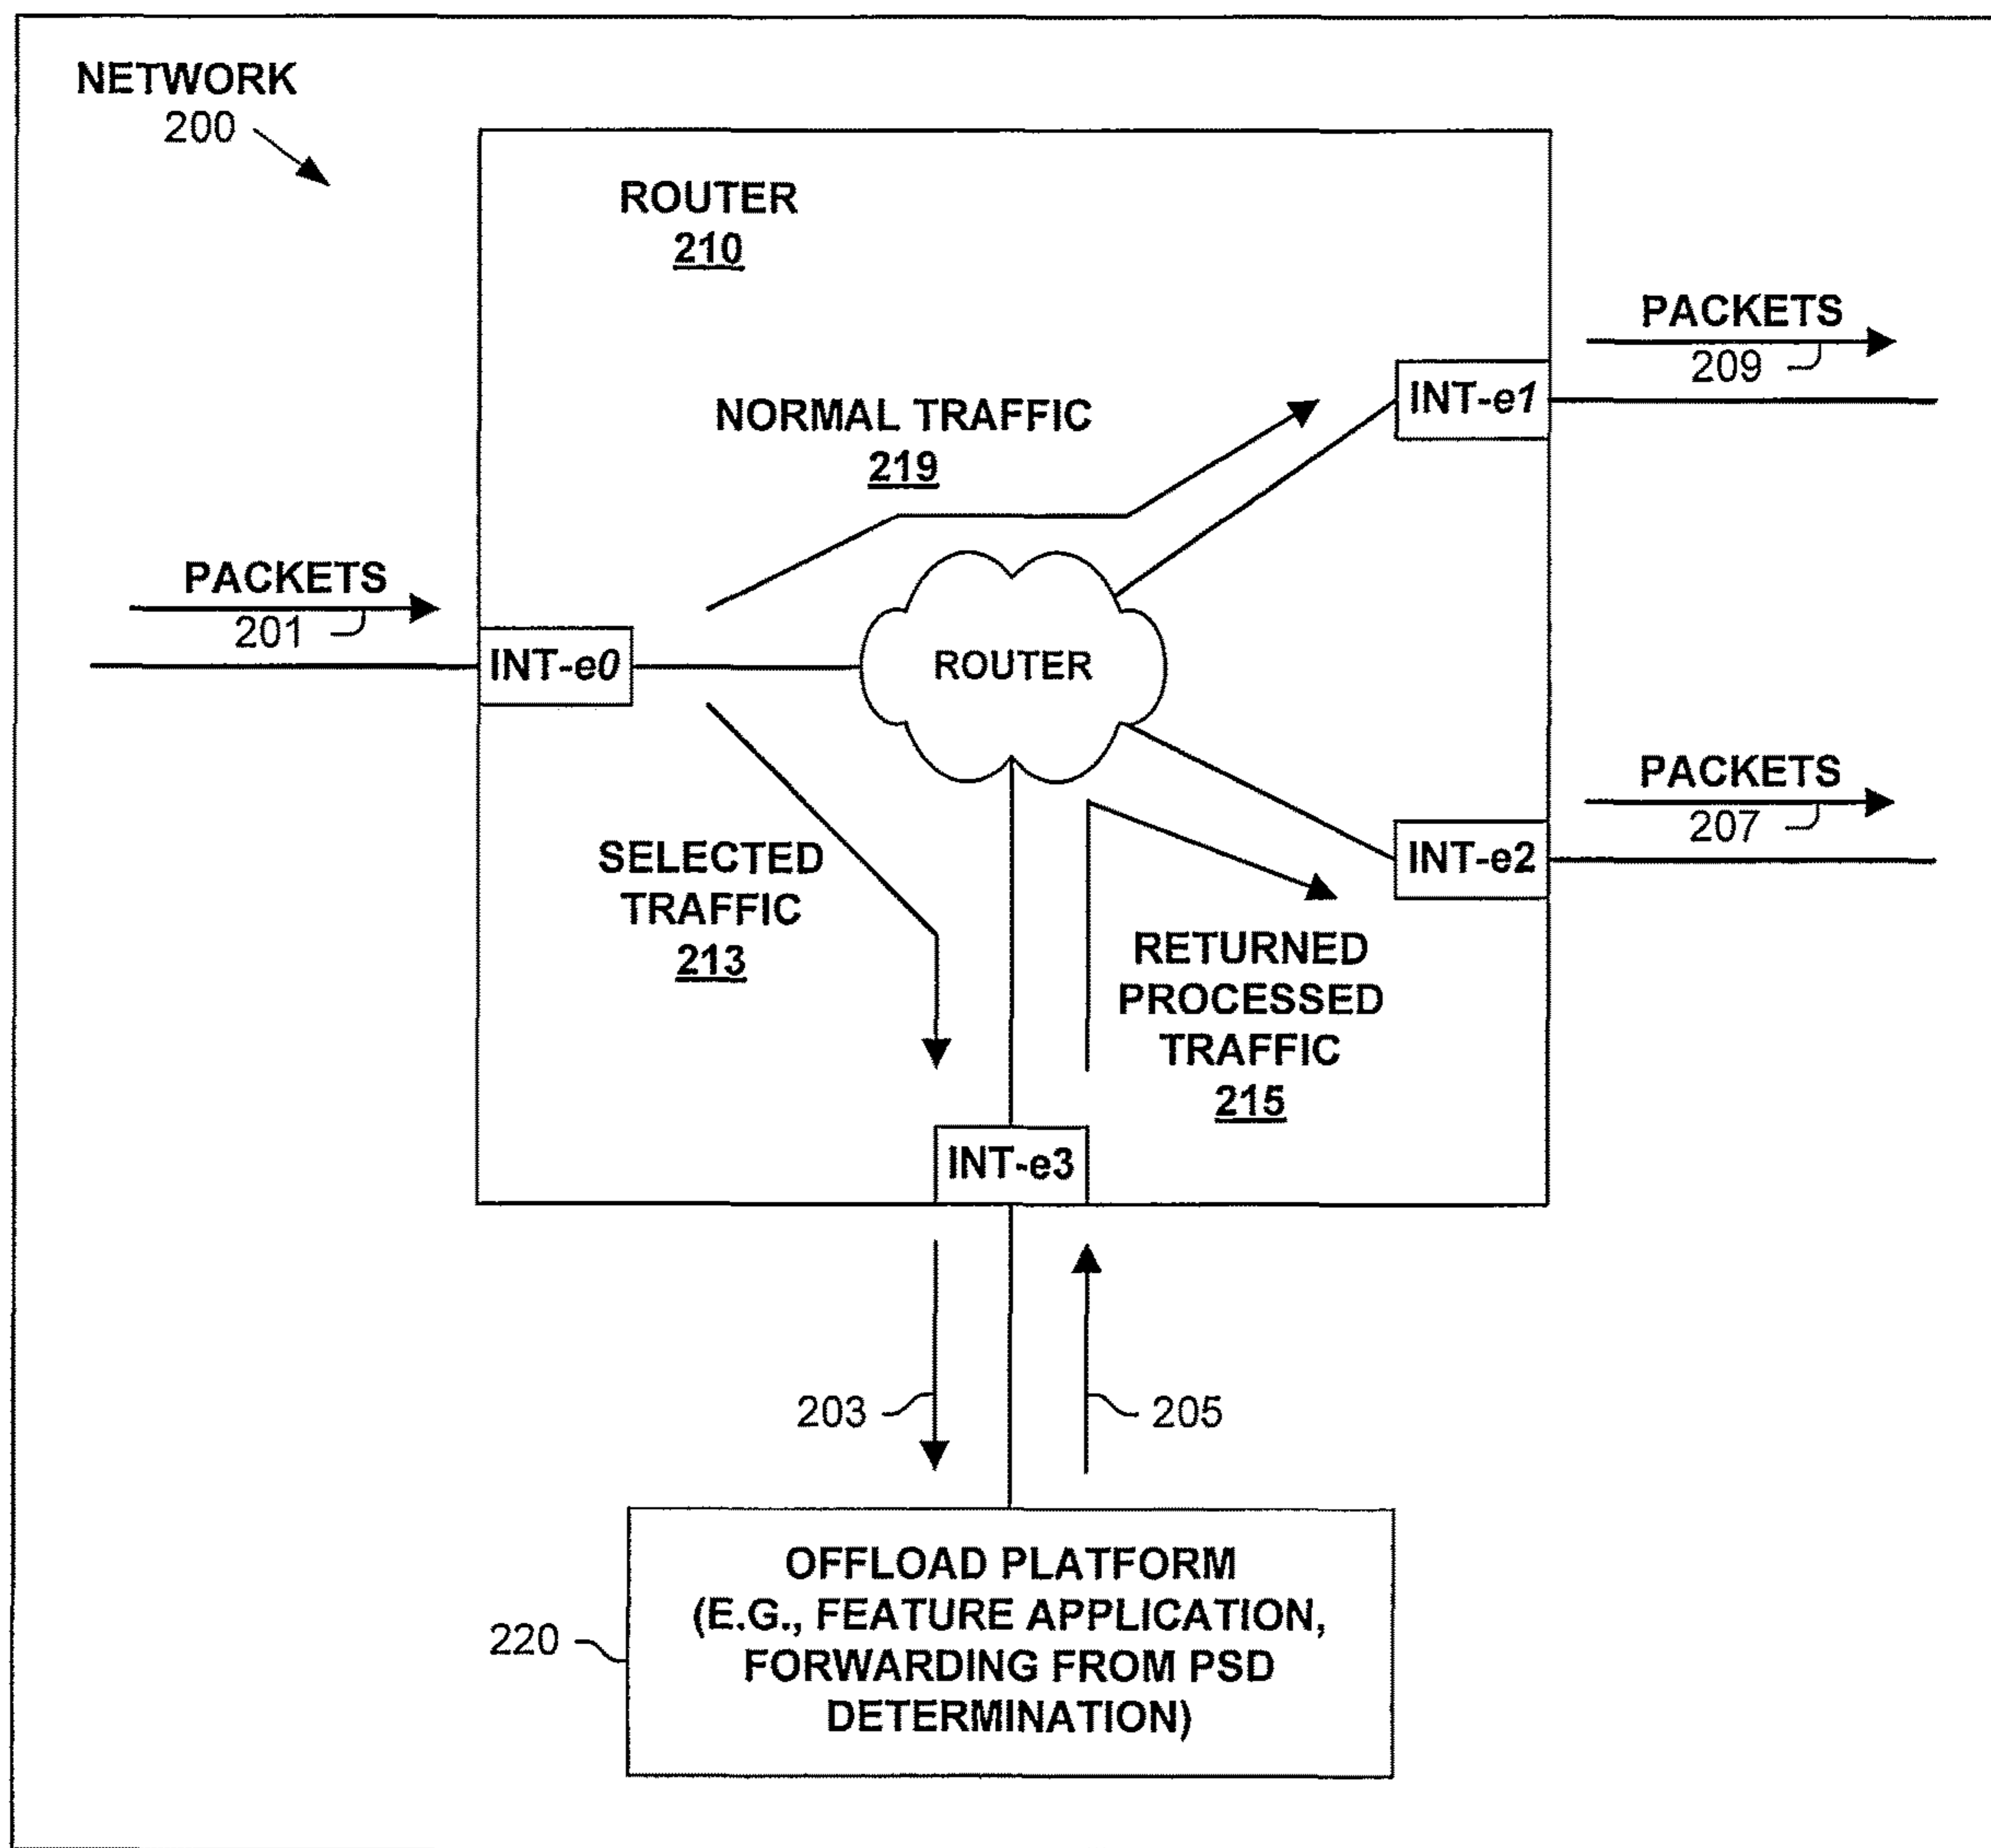 NETWORK
200
ROUTER
210
PACKETS
209
INT-e1
NORMAL TRAFFIC
219
PACKETS
201
INT-e0
ROUTER
PACKETS
207
INT-e2
SELECTED
TRAFFIC
213
RETURNED
PROCESSED
TRAFFIC
215
INT-e3
203
205
220
OFFLOAD PLATFORM
(E.G., FEATURE APPLICATION,
FORWARDING FROM PSD
DETERMINATION)